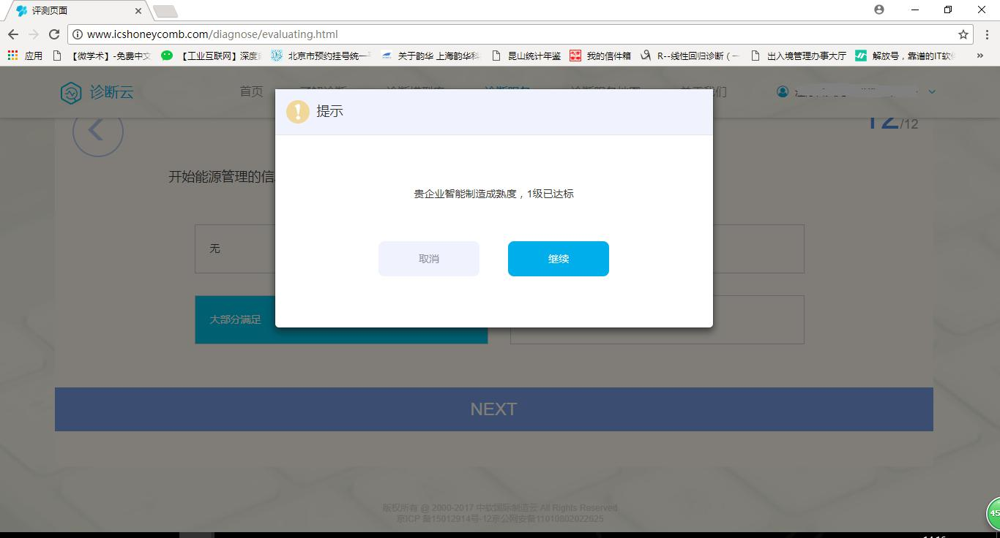 评测页面
www.icshoneycomb.com/diagnose/evaluating.html
应用 【微学术】-免费中文 【工业互联网】深度 北京市预约挂号统一 关于韵华 上海韵华科 昆山统计年鉴 我的信件箱 R--线性回归诊断（一 出入境管理办事大厅 解放号，靠谱的IT软件 »
诊断云 首页
12/12
提示
开始能源管理的信
贵企业智能制造成熟度，1级已达标
无
取消 继续
大部分满足
NEXT
版权所有 @ 2000-2017 中软国际制造云 All Rights Reserved.
京ICP 备15012914号-12京公网安备11010802022625
45